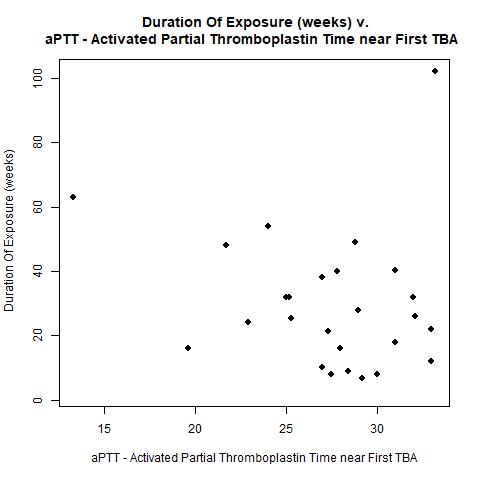 Duration Of Exposure (weeks) v.
aPTT - Activated Partial Thromboplastin Time near First TBA
Duration Of Exposure (weeks)
100
80
60
40
20
0
15 20 25 30
aPTT - Activated Partial Thromboplastin Time near First TBA